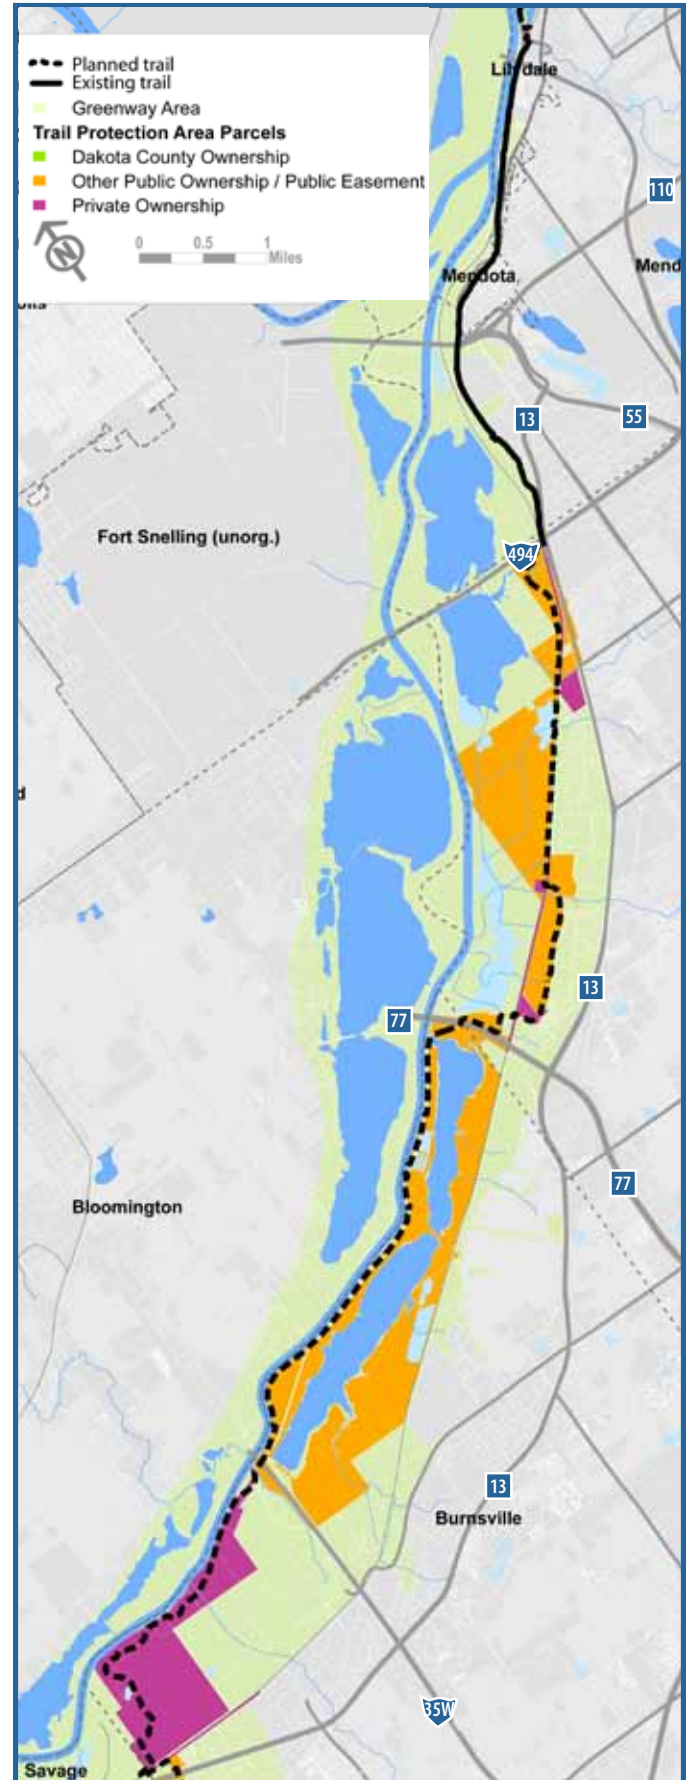 Planned trail
Existing trail
Greenway Area
Trail Protection Area Parcels
Dakota County Ownership
Other Public Ownership / Public Easement
Private Ownership
N
0 0.5 1
Miles
Lilydale
110
Mendota
Mend
13
55
Fort Snelling (unorg.)
494
d
13
77
77
Bloomington
13
Burnsville
35W
Savage